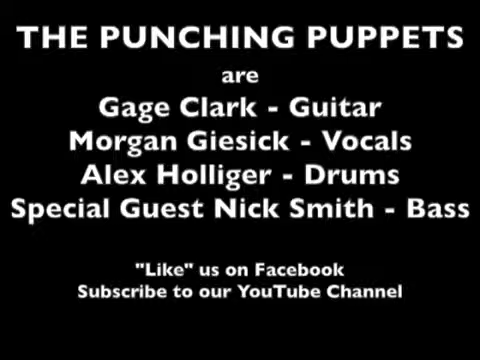 THE PUNCHING PUPPETS
are
Gage Clark - Guitar
Morgan Giesick - Vocals
Alex Holliger - Drums
Special Guest Nick Smith - Bass
"Like" us on Facebook
Subscribe to our YouTube Channel